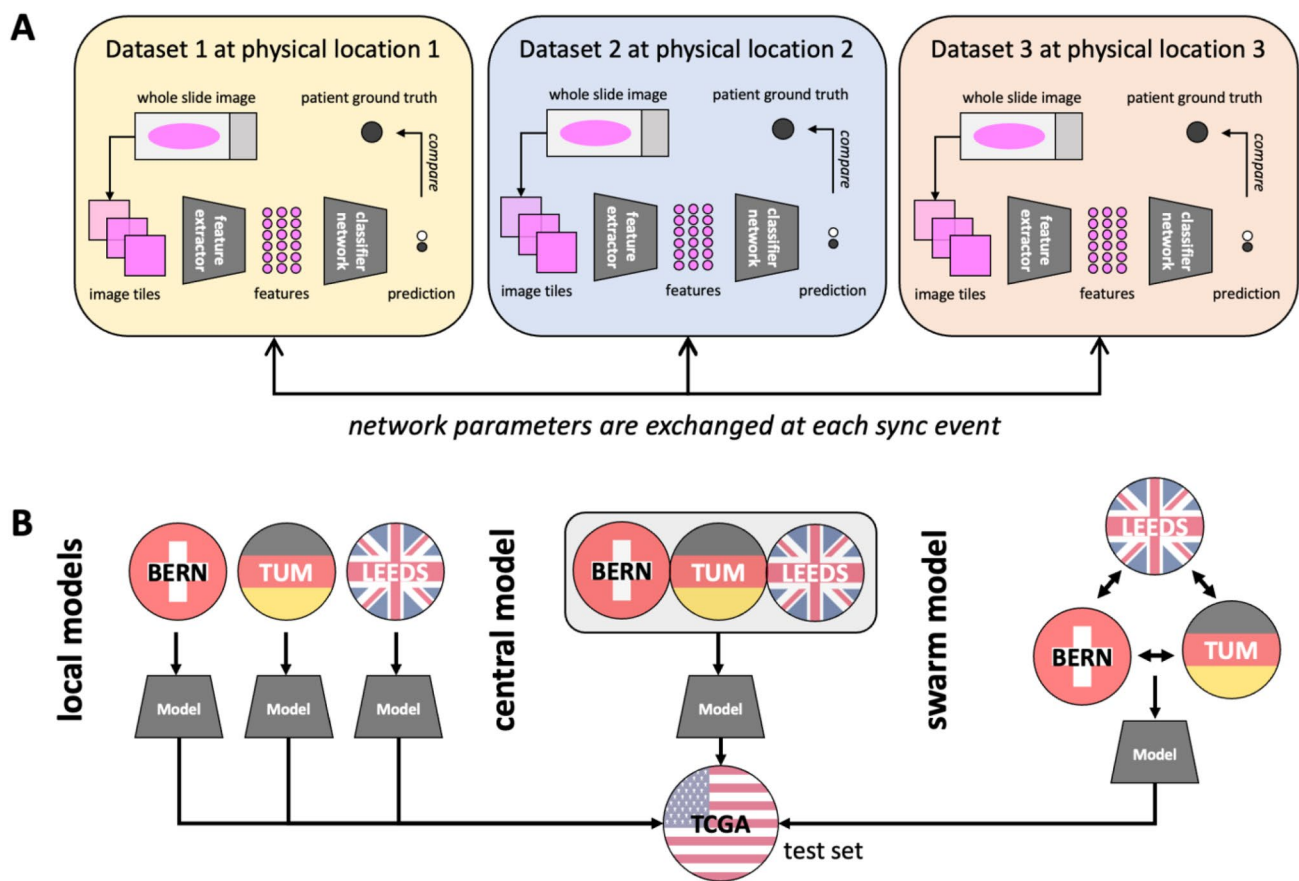 A
Dataset 1 at physical location 1
whole slide image
patient ground truth
compare
feature
extractor
classifier
network
image tiles
features
prediction
Dataset 2 at physical location 2
whole slide image
patient ground truth
compare
feature
extractor
classifier
network
image tiles
features
prediction
Dataset 3 at physical location 3
whole slide image
patient ground truth
compare
feature
extractor
classifier
network
image tiles
features
prediction
network parameters are exchanged at each sync event
B
local models
BERN
TUM
LEEDS
Model
Model
Model
central model
BERN
TUM
LEEDS
Model
swarm model
LEEDS
BERN
TUM
Model
TCGA
test set